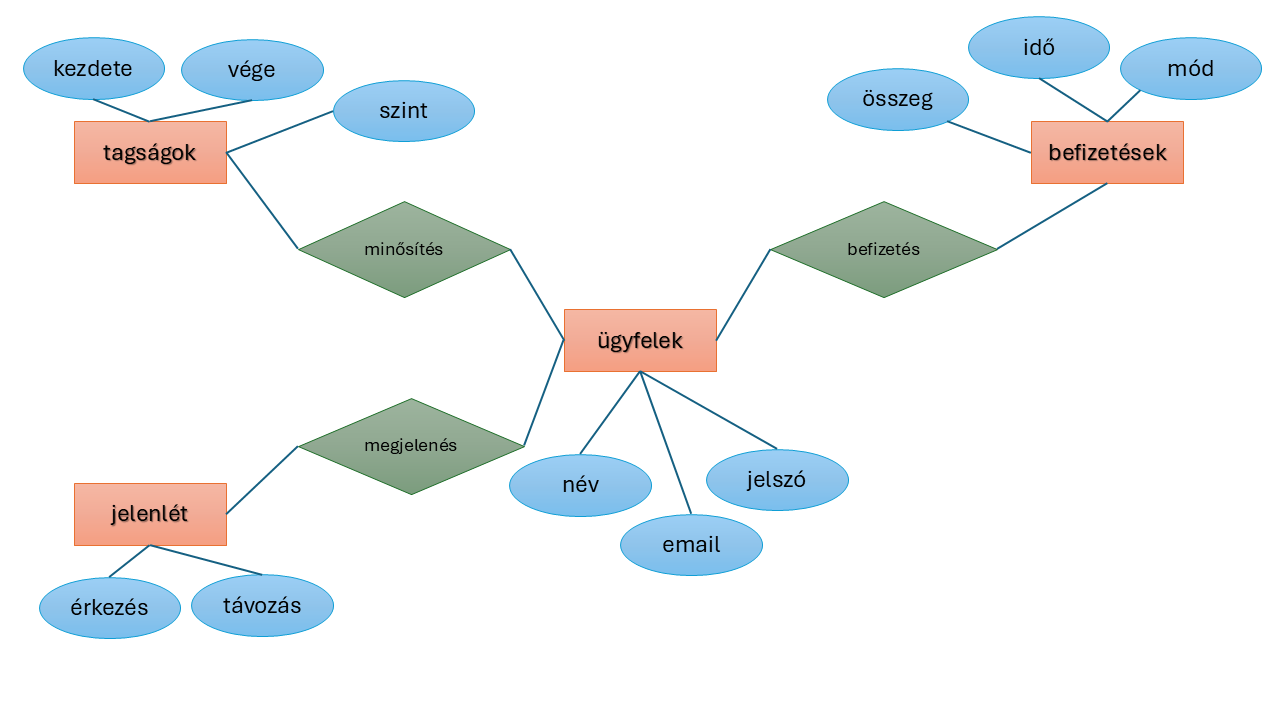 kezdete
vége
szint
tagságok
minősítés
összeg
idő
mód
befizetések
befizetés
ügyfelek
megjelenés
név
email
jelszó
jelenlét
érkezés
távozás